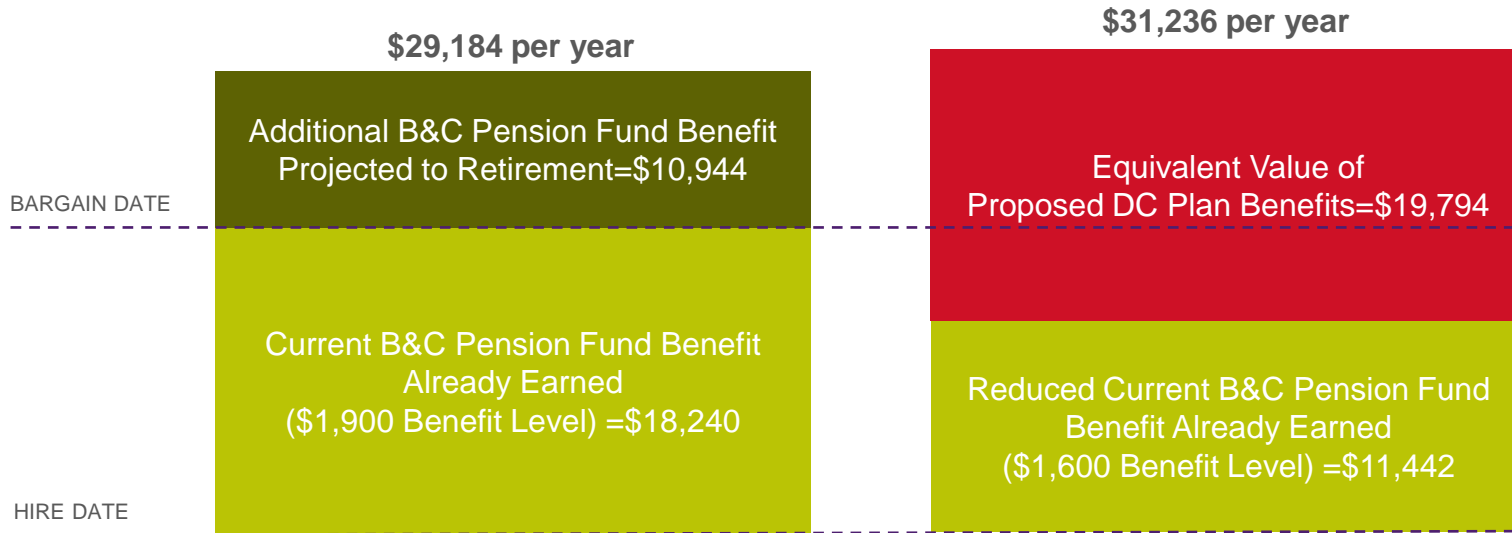 $29,184 per year
$31,236 per year
Additional B&C Pension Fund Benefit
Projected to Retirement=$10,944
Equivalent Value of
Proposed DC Plan Benefits=$19,794
BARGAIN DATE
Current B&C Pension Fund Benefit
Already Earned
($1,900 Benefit Level) =$18,240
Reduced Current B&C Pension Fund
Benefit Already Earned
($1,600 Benefit Level) =$11,442
HIRE DATE